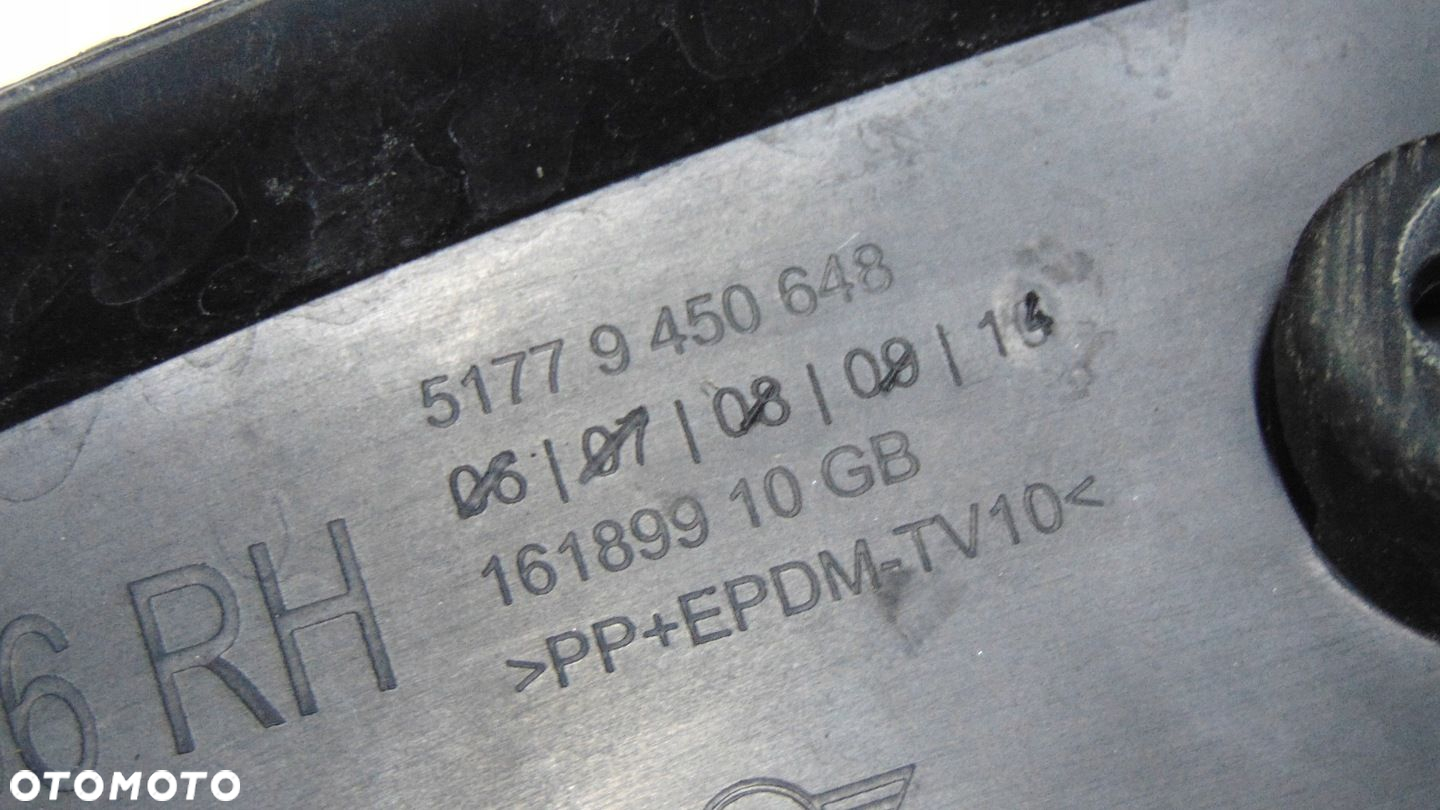 5177 9 450 648
06 | 07 | 08 | 09 | 10
161899 10 GB
>PP+EPDM-TV10<
6 RH
OTOMOTO